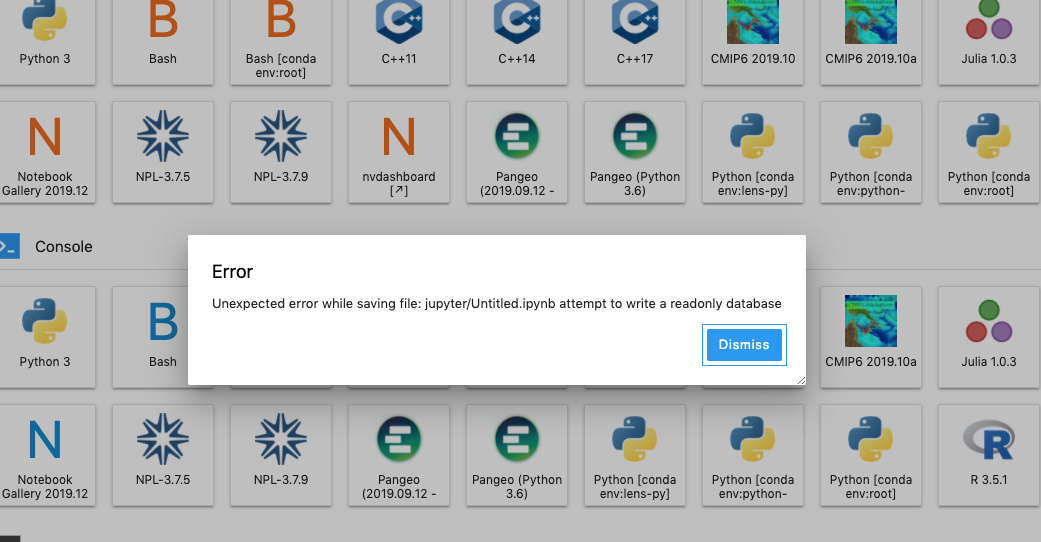 Python 3
Bash
Bash [conda
env:root]
C++11
C++14
C++17
CMIP6 2019.10
CMIP6 2019.10a
Julia 1.0.3
N
Notebook
Gallery 2019.12
NPL-3.7.5
NPL-3.7.9
N
nvdashboard
[↗]
Pangeo
(2019.09.12 -
Pangeo (Python
3.6)
Python [conda
env:lens-py]
Python [conda
env:python-
Python [conda
env:root]
Console
Error
Unexpected error while saving file: jupyter/Untitled.ipynb attempt to write a readonly database
Dismiss
Python 3
B
Bash
CMIP6 2019.10a
Julia 1.0.3
N
Notebook
Gallery 2019.12
NPL-3.7.5
NPL-3.7.9
Pangeo
(2019.09.12 -
Pangeo (Python
3.6)
Python [conda
env:lens-py]
Python [conda
env:python-
Python [conda
env:root]
R
R 3.5.1